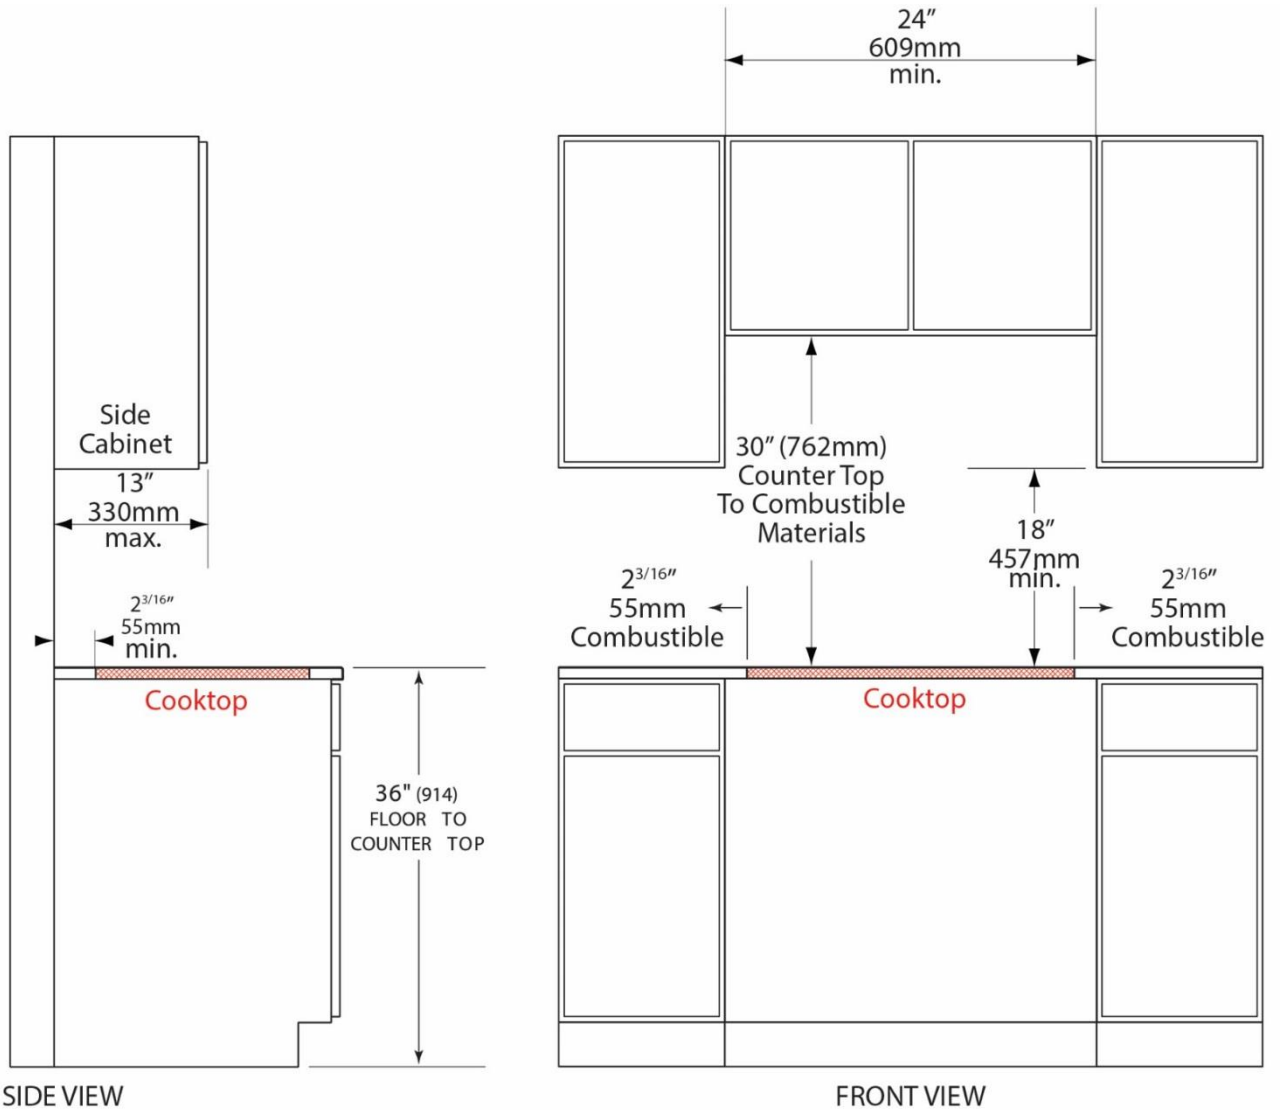 24″
609mm
min.
Side
Cabinet
13″
330mm
max.
2 3/16″
55mm
min.
Cooktop
36" (914)
FLOOR TO
COUNTER TOP
SIDE VIEW
30″ (762mm)
Counter Top
To Combustible
Materials
18″
457mm
min.
2 3/16″
55mm
Combustible
2 3/16″
55mm
Combustible
Cooktop
FRONT VIEW